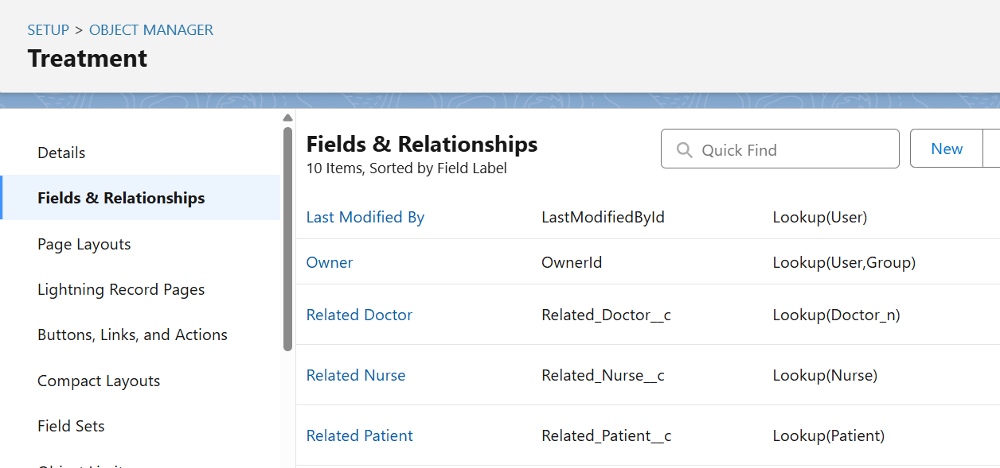 SETUP > OBJECT MANAGER
Treatment
Details
Fields & Relationships
Page Layouts
Lightning Record Pages
Buttons, Links, and Actions
Compact Layouts
Field Sets
Fields & Relationships
10 Items, Sorted by Field Label
Quick Find
New
Last Modified By LastModifiedById Lookup(User)
Owner OwnerId Lookup(User,Group)
Related Doctor Related_Doctor__c Lookup(Doctor_n)
Related Nurse Related_Nurse__c Lookup(Nurse)
Related Patient Related_Patient__c Lookup(Patient)